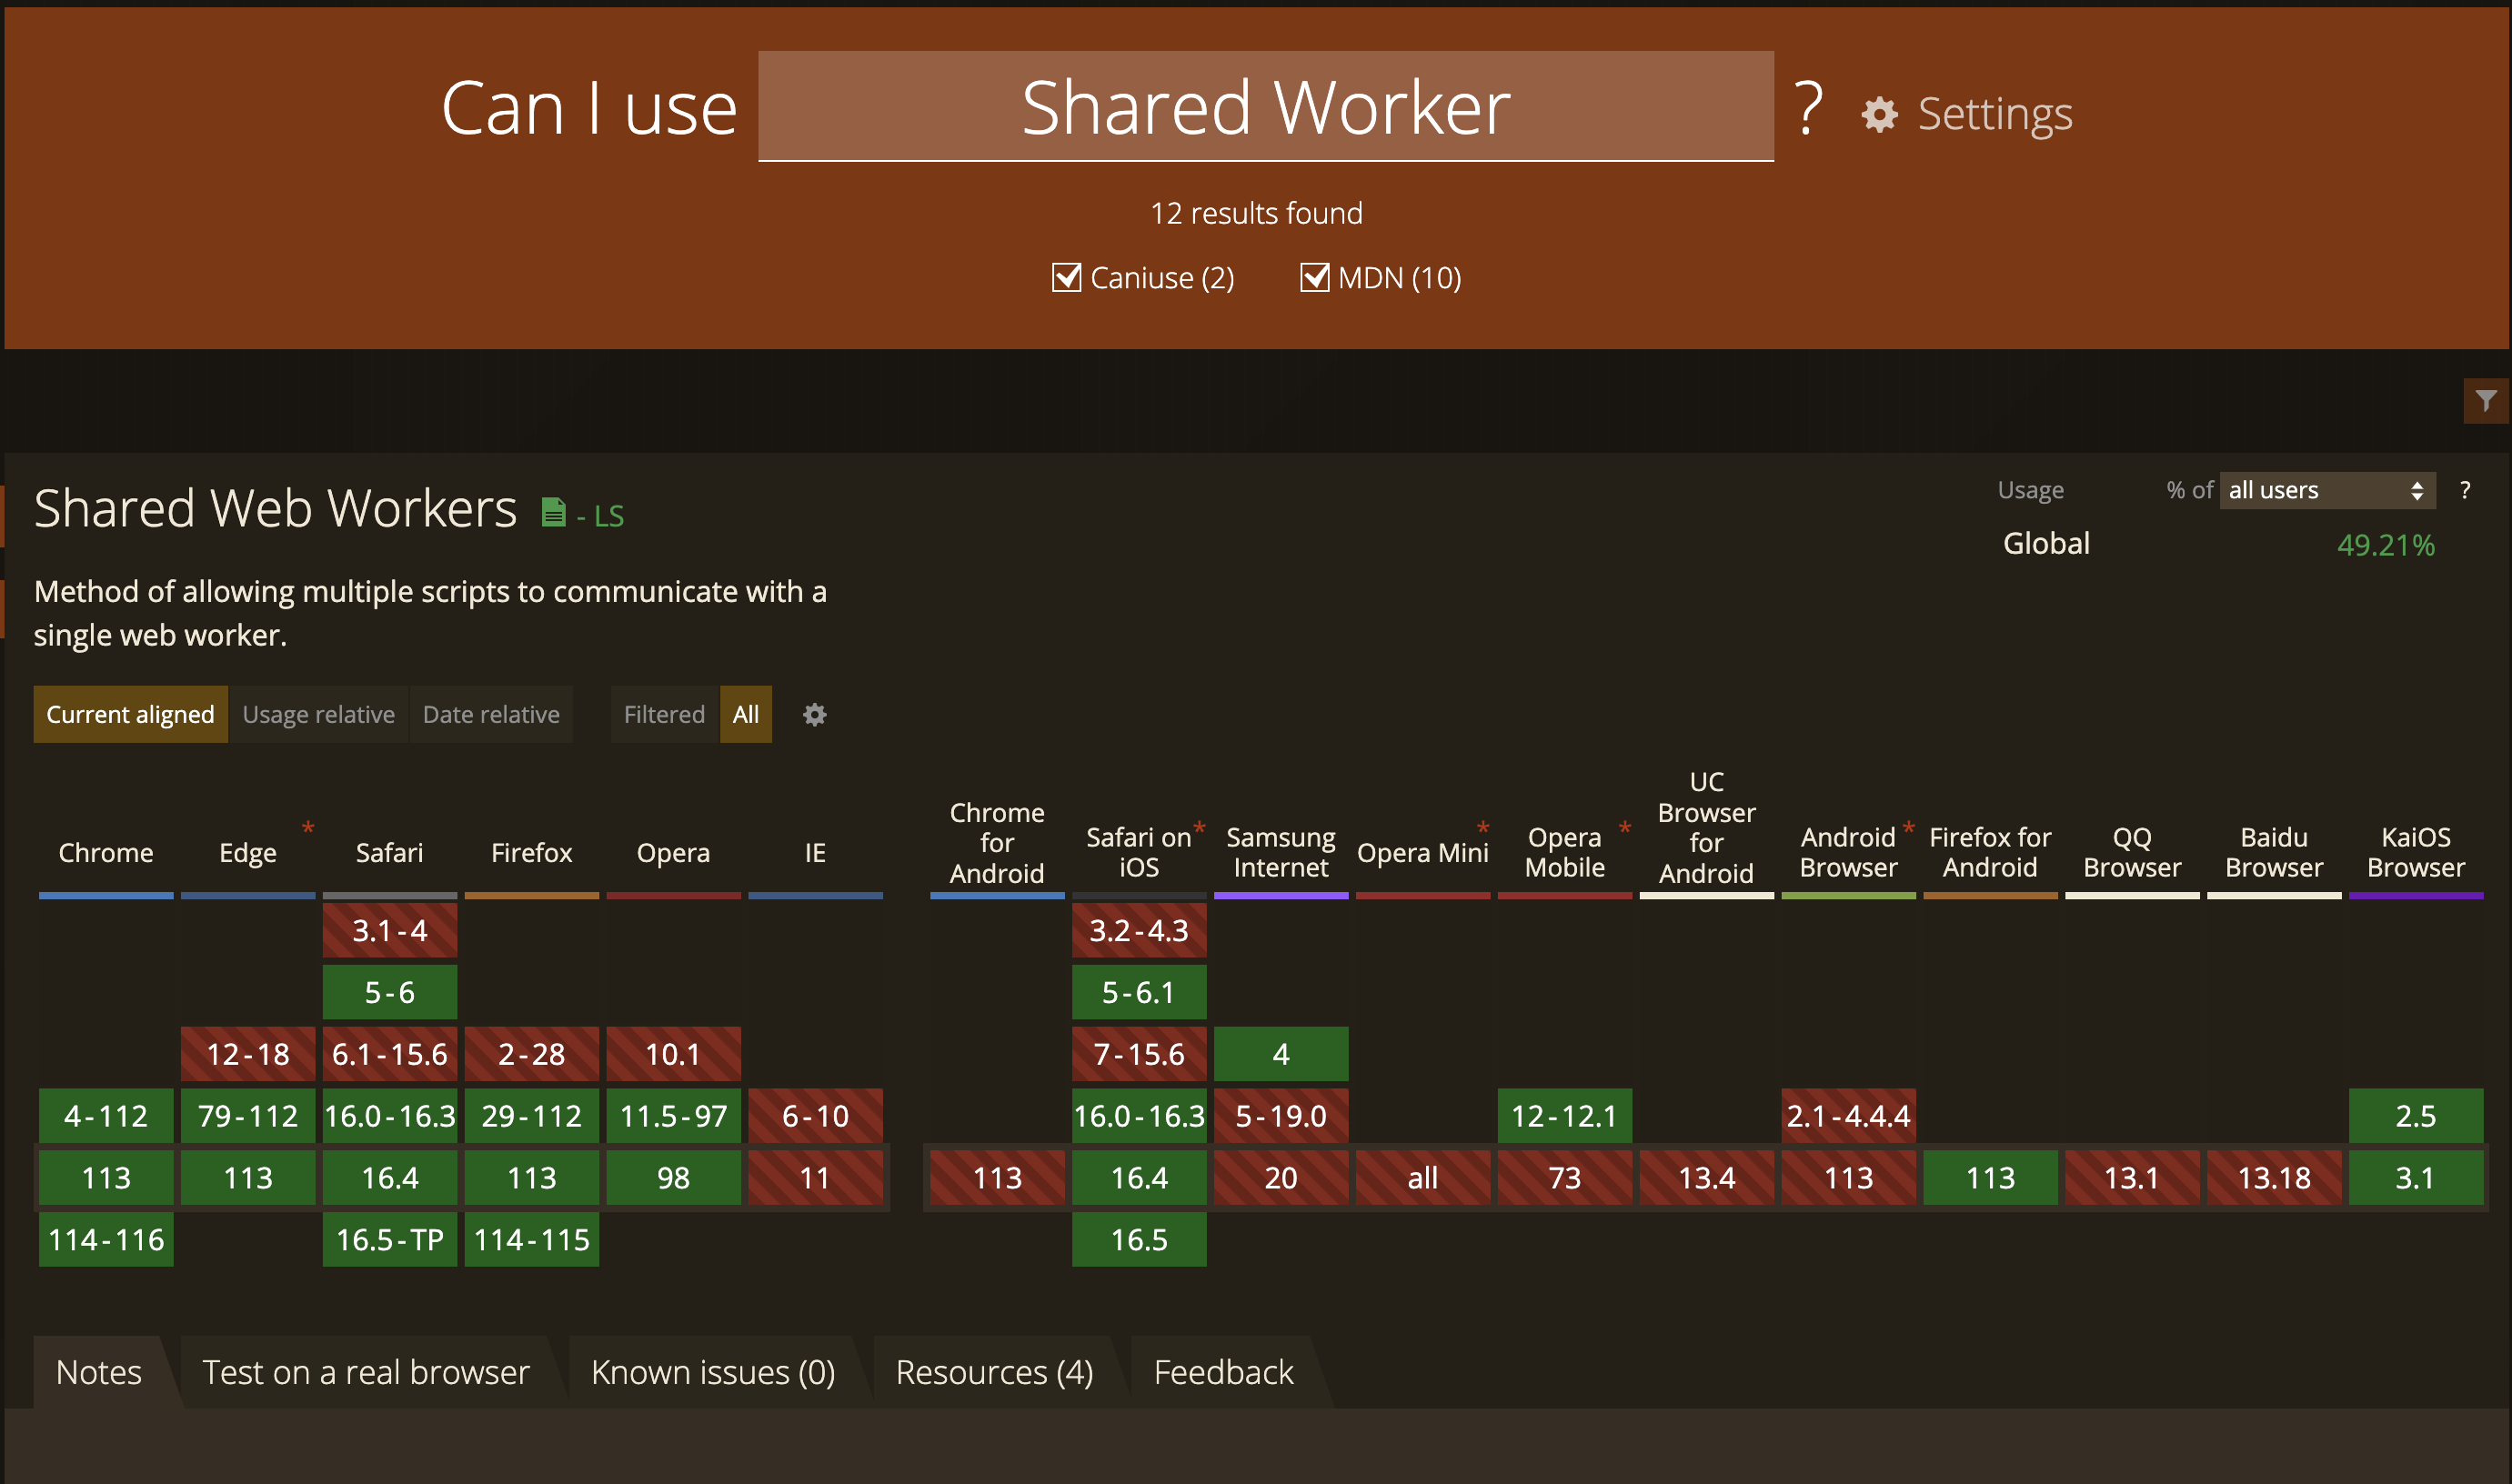 Can I use Shared Worker ? Settings
12 results found
Caniuse (2) MDN (10)
Shared Web Workers - LS
Usage % of all users ?
Global 49.21%
Method of allowing multiple scripts to communicate with a
single web worker.
Current aligned Usage relative Date relative Filtered All
Chrome
Edge *
Safari
Firefox
Opera
IE
Chrome
for
Android
Safari on *
iOS
Samsung
Internet
Opera Mini *
Opera *
Mobile
UC
Browser
for
Android
Android *
Browser
Firefox for
Android
QQ
Browser
Baidu
Browser
KaiOS
Browser
3.1-4 3.2-4.3
5-6 5-6.1
12-18 6.1-15.6 2-28 10.1 7-15.6 4
4-112 79-112 16.0-16.3 29-112 11.5-97 6-10 16.0-16.3 5-19.0 12-12.1 2.1-4.4.4 2.5
113 113 16.4 113 98 11 113 16.4 20 all 73 13.4 113 113 13.1 13.18 3.1
114-116 16.5-TP 114-115 16.5
Notes Test on a real browser Known issues (0) Resources (4) Feedback